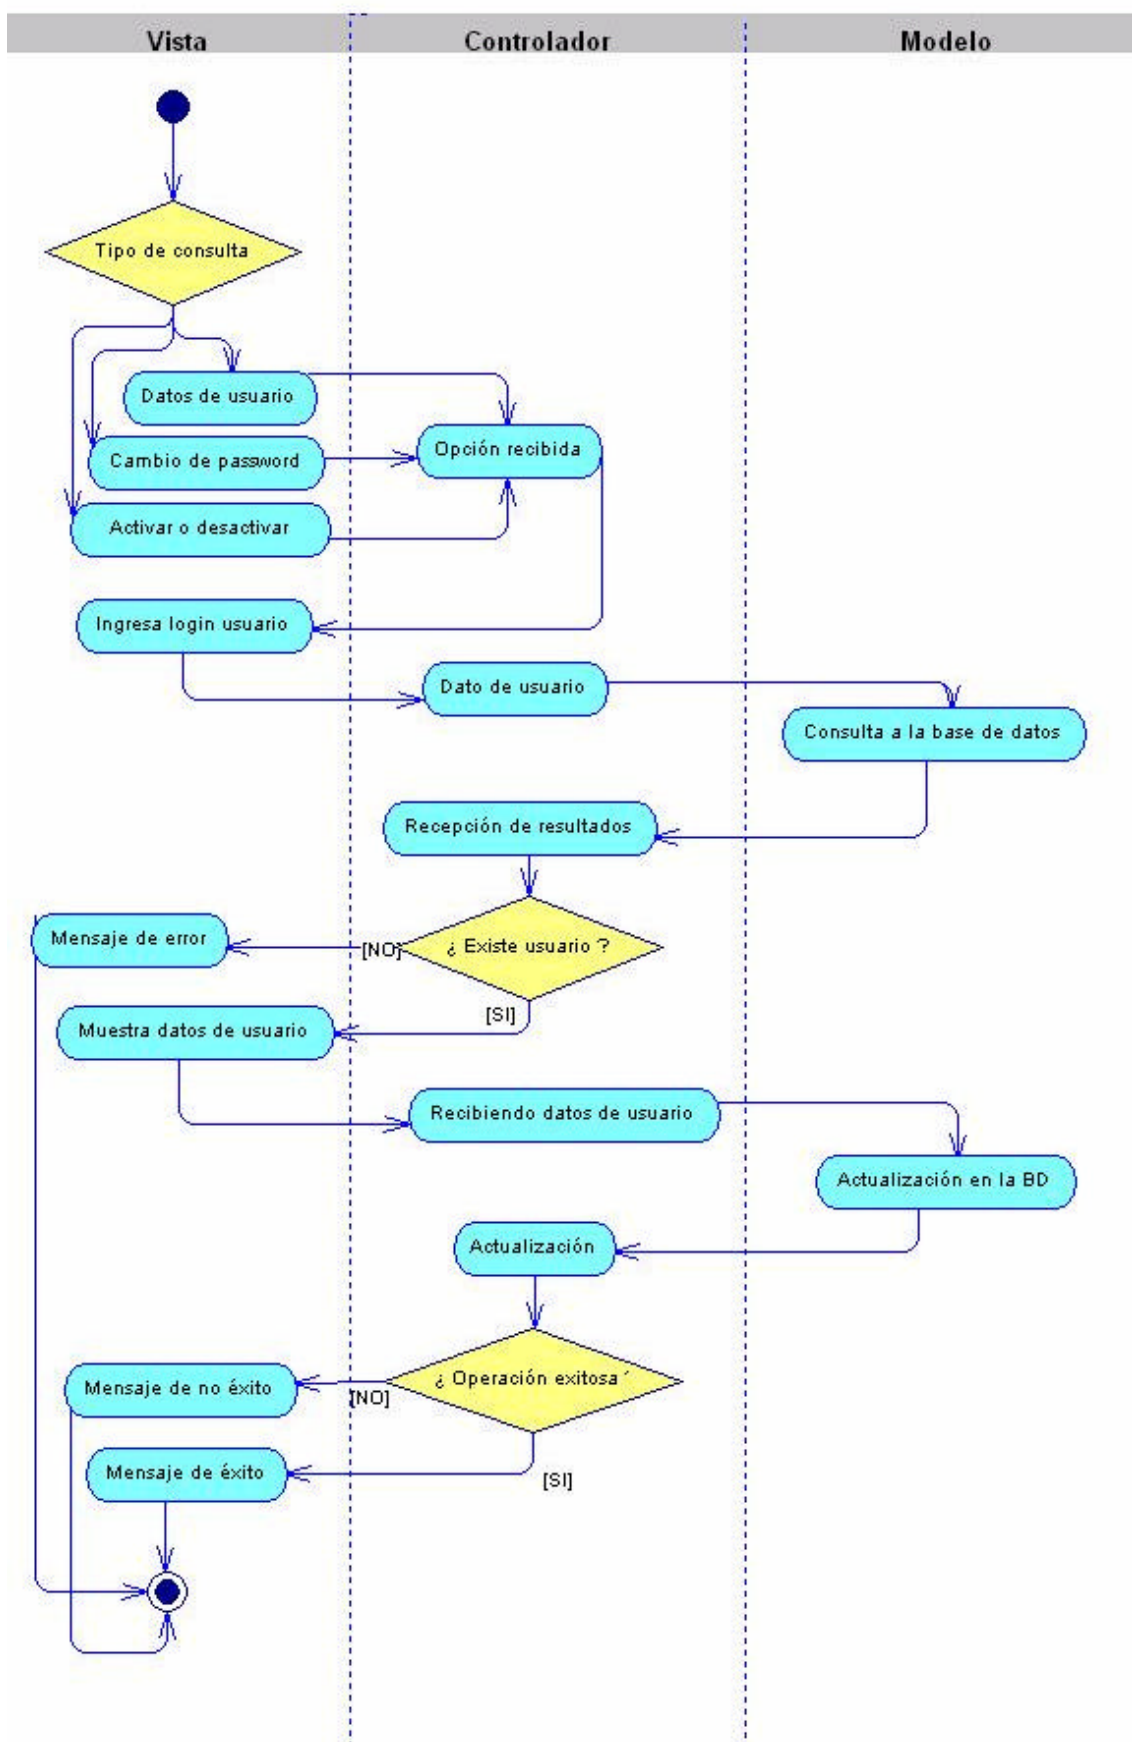 Vista
Controlador
Modelo
Tipo de consulta
Datos de usuario
Cambio de password
Opción recibida
Activar o desactivar
Ingresa login usuario
Dato de usuario
Consulta a la base de datos
Recepción de resultados
Mensaje de error
[NO]
¿ Existe usuario ?
[SI]
Muestra datos de usuario
Recibiendo datos de usuario
Actualización en la BD
Actualización
¿ Operación exitosa
Mensaje de no éxito
[NO]
Mensaje de éxito
[SI]